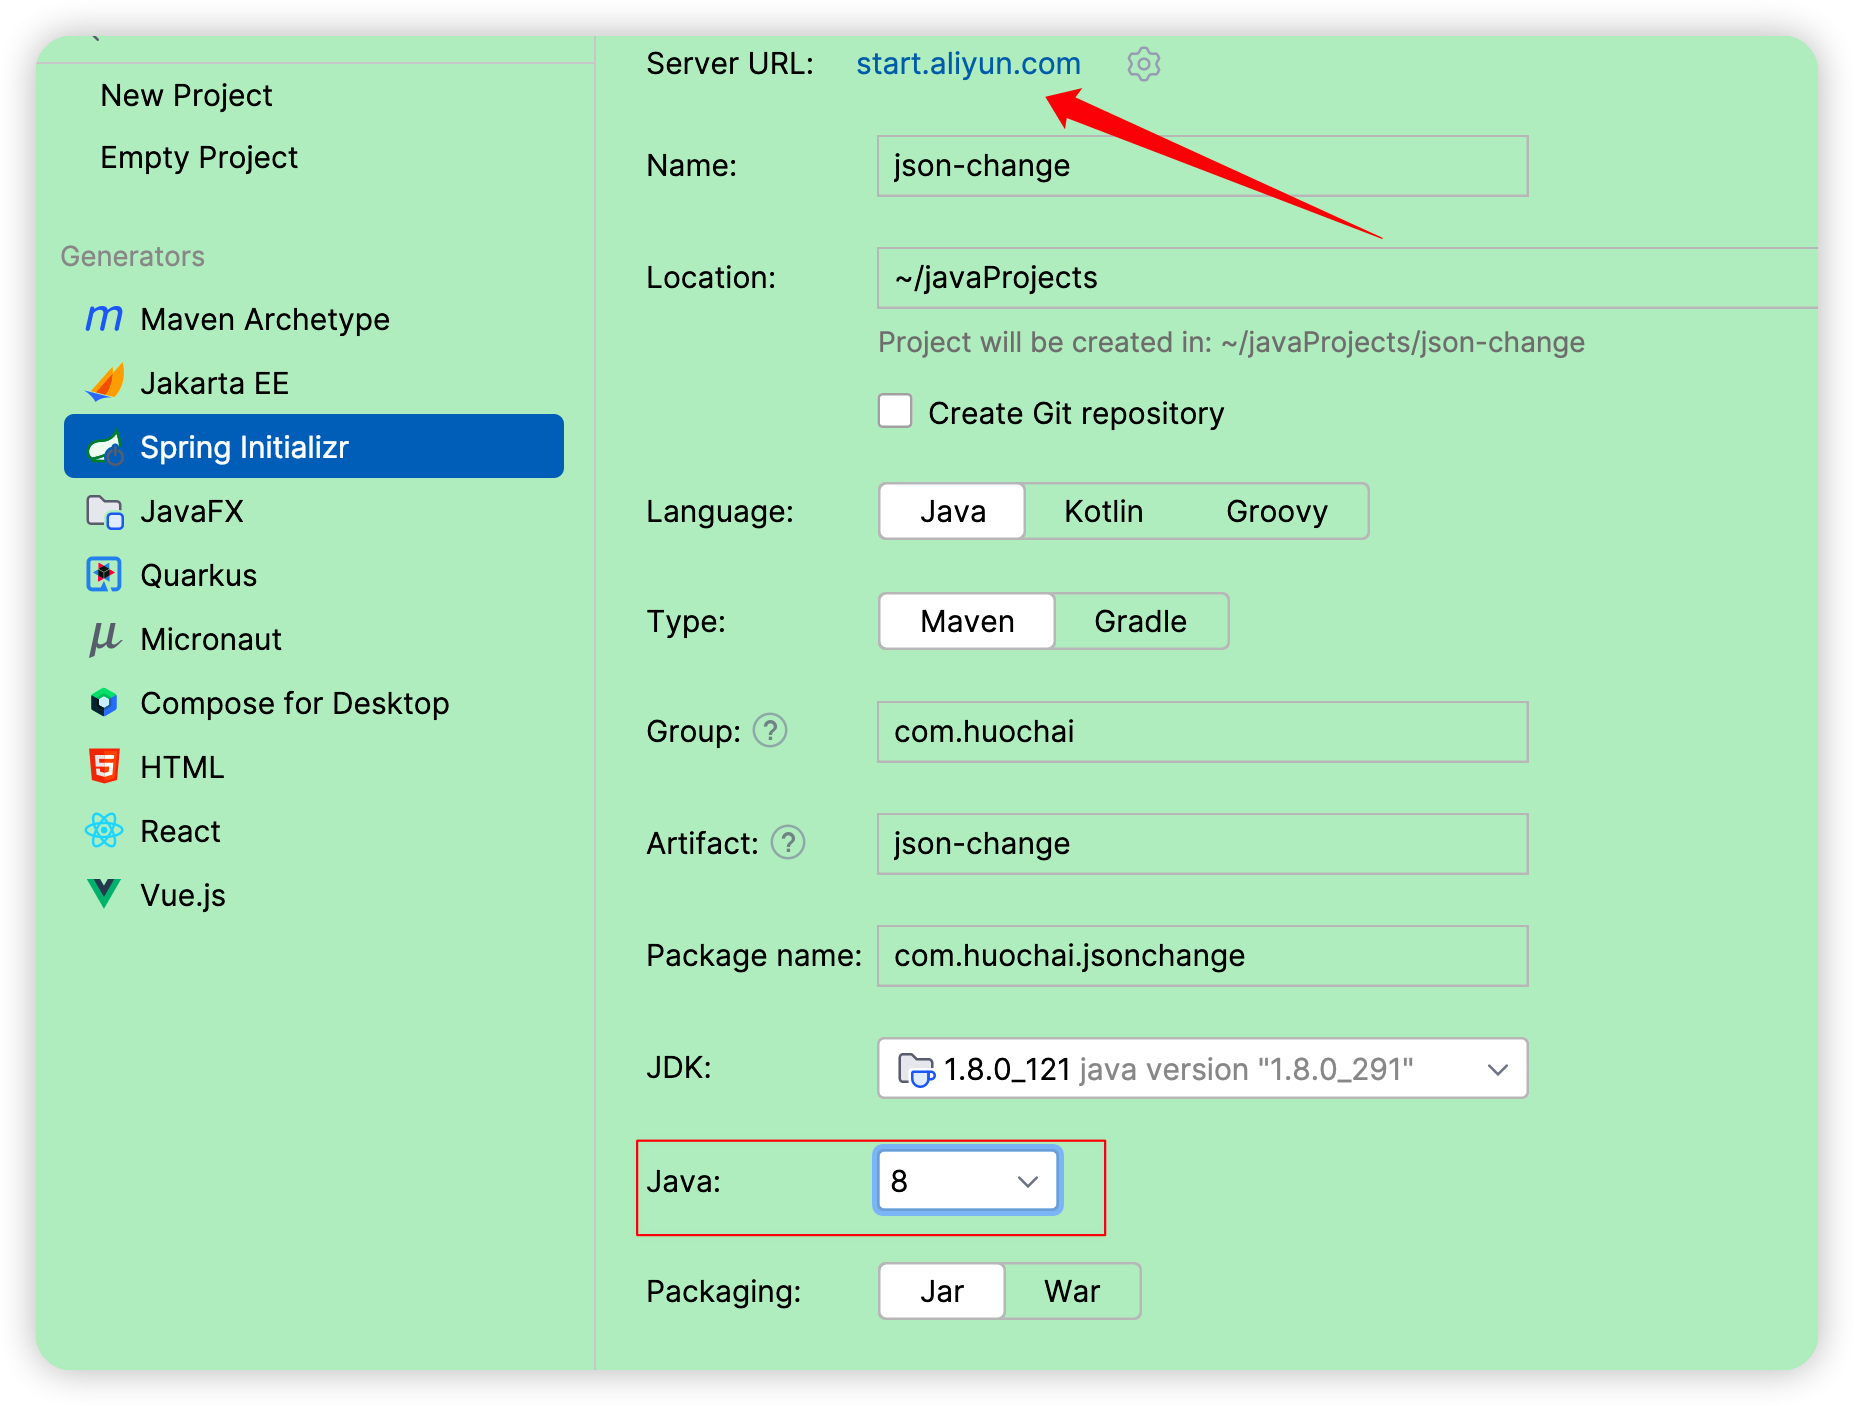 New Project
Empty Project
Generators
Maven Archetype
Jakarta EE
Spring Initializr
JavaFX
Quarkus
Micronaut
Compose for Desktop
HTML
React
Vue.js
Server URL: start.aliyun.com
Name: json-change
Location: ~/javaProjects
Project will be created in: ~/javaProjects/json-change
Create Git repository
Language: Java Kotlin Groovy
Type: Maven Gradle
Group: ? com.huochai
Artifact: ? json-change
Package name: com.huochai.jsonchange
JDK: 1.8.0_121 java version "1.8.0_291"
Java: 8
Packaging: Jar War